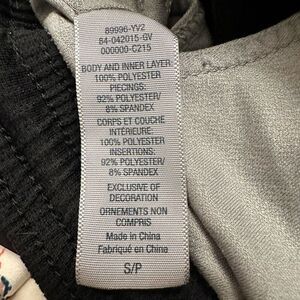 89996-YV2
84-042015-GV
000000-C215
BODY AND INNER LAYER:
100% POLYESTER
PIECINGS:
92% POLYESTER/
8% SPANDEX
CORPS ET COUCHE
INTÉRIEURE:
100% POLYESTER
INSERTIONS:
92% POLYESTER/
8% SPANDEX
EXCLUSIVE OF
DECORATION
ORNEMENTS NON
COMPRIS
Made in China
Fabriqué en China
S/P